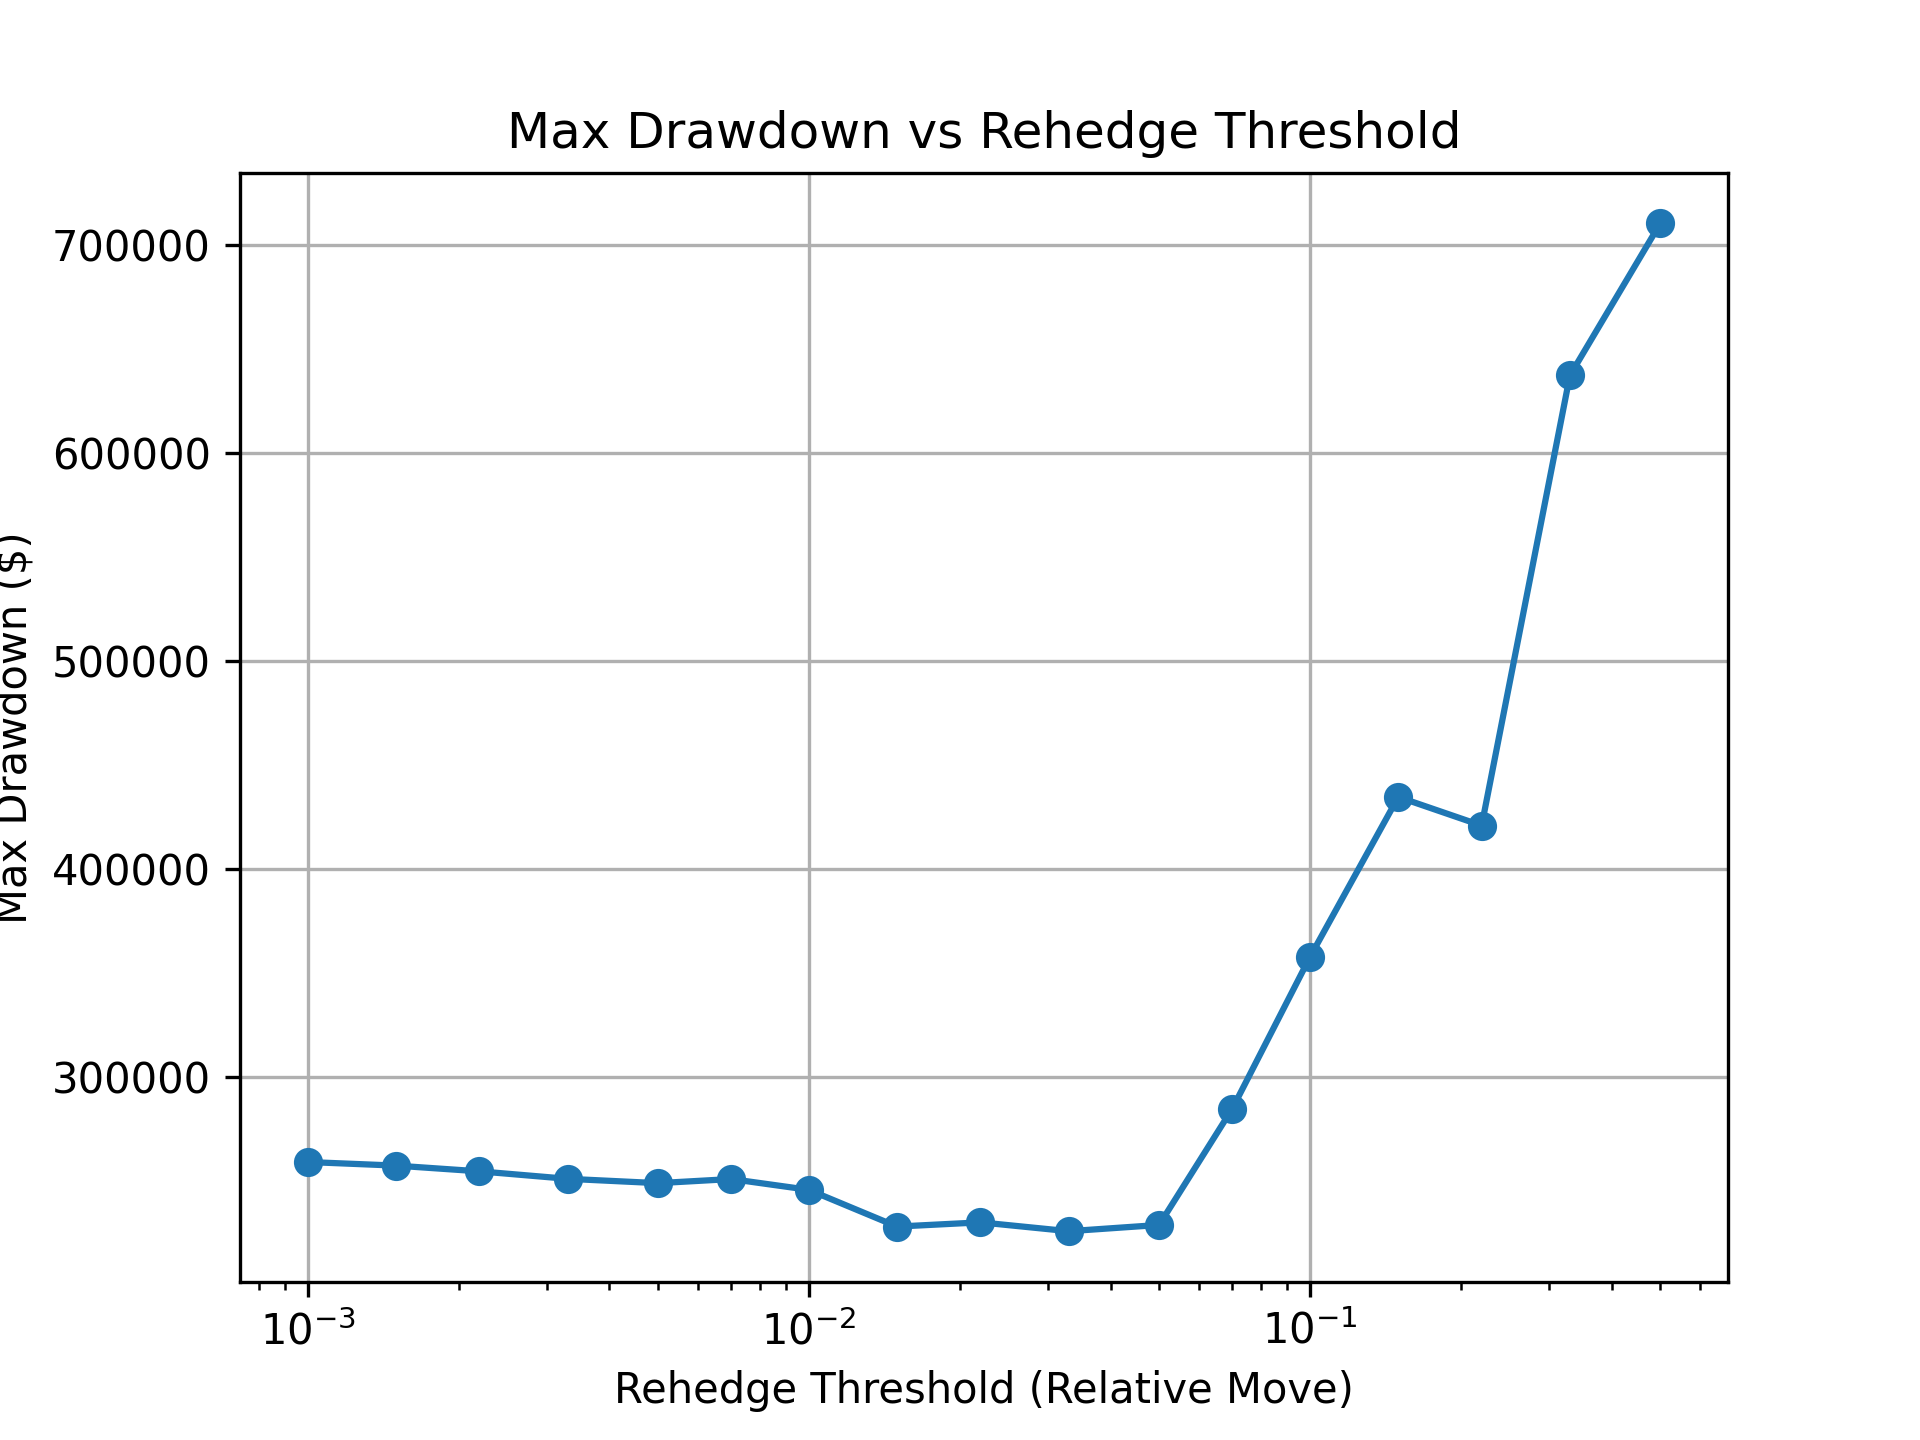 Max Drawdown vs Rehedge Threshold
700000
600000
500000
400000
300000
Max Drawdown ($)
10⁻³ 10⁻² 10⁻¹
Rehedge Threshold (Relative Move)